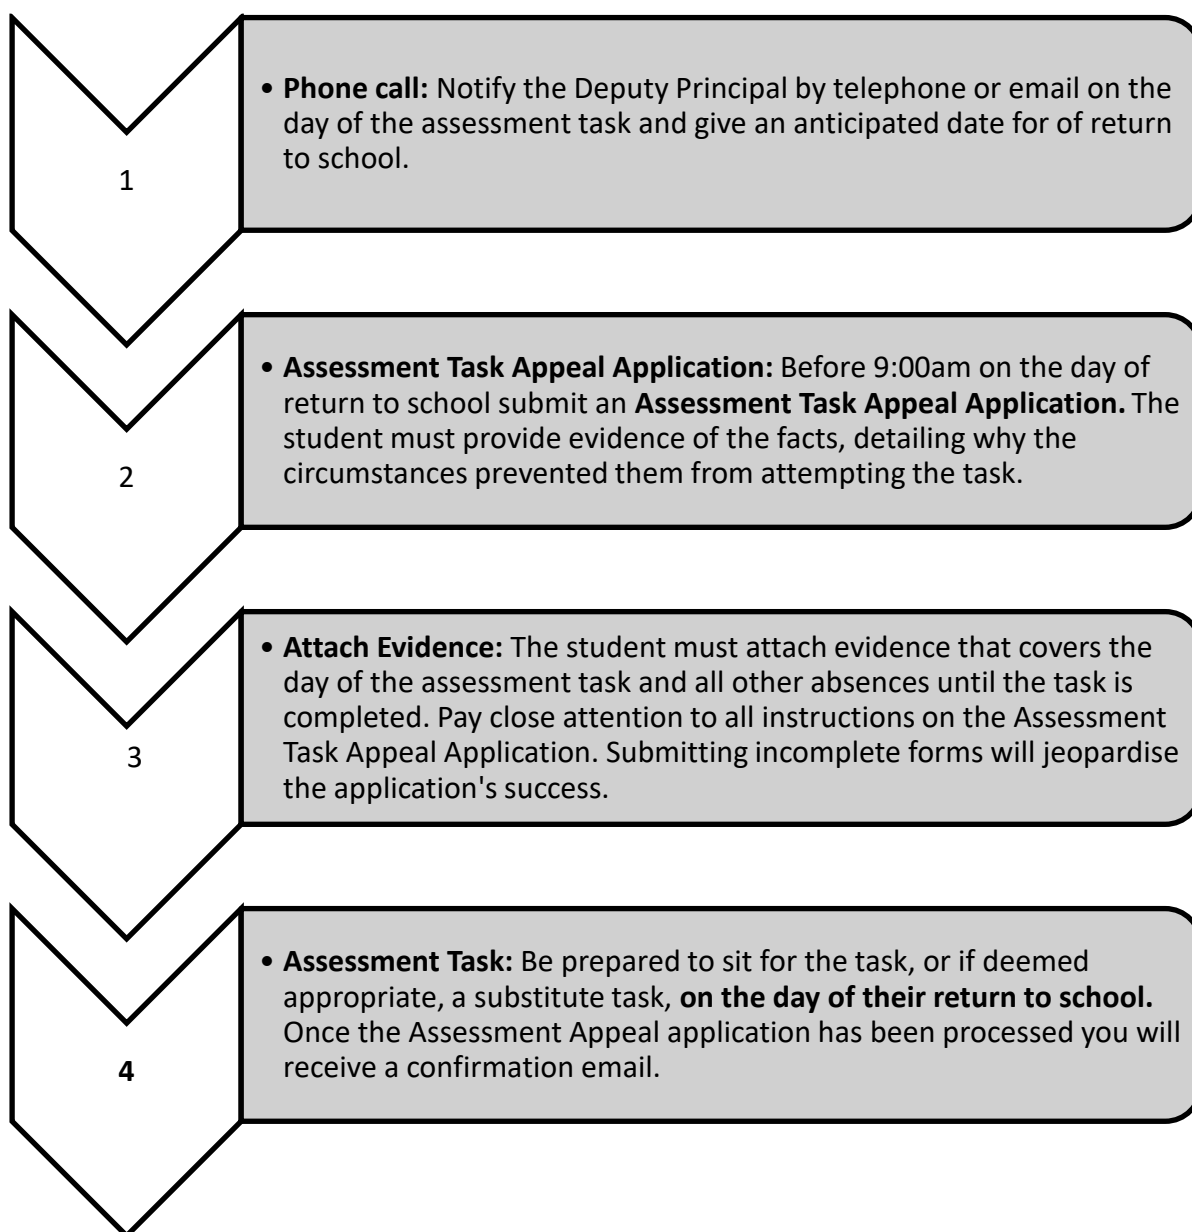 1
• Phone call: Notify the Deputy Principal by telephone or email on the
day of the assessment task and give an anticipated date for of return
to school.
2
• Assessment Task Appeal Application: Before 9:00am on the day of
return to school submit an Assessment Task Appeal Application. The
student must provide evidence of the facts, detailing why the
circumstances prevented them from attempting the task.
3
• Attach Evidence: The student must attach evidence that covers the
day of the assessment task and all other absences until the task is
completed. Pay close attention to all instructions on the Assessment
Task Appeal Application. Submitting incomplete forms will jeopardise
the application's success.
4
• Assessment Task: Be prepared to sit for the task, or if deemed
appropriate, a substitute task, on the day of their return to school.
Once the Assessment Appeal application has been processed you will
receive a confirmation email.